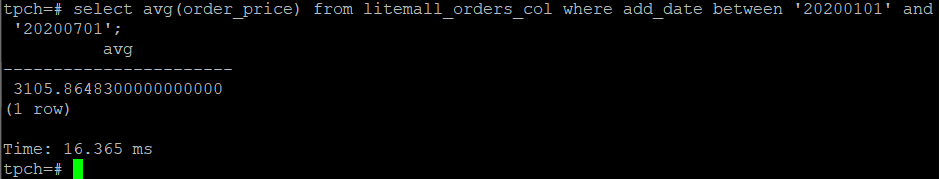 tpch=# select avg(order_price) from litemall_orders_col where add_date between '20200101' and
'20200701';
avg
-----------------------
3105.8648300000000000
(1 row)
Time: 16.365 ms
tpch=#